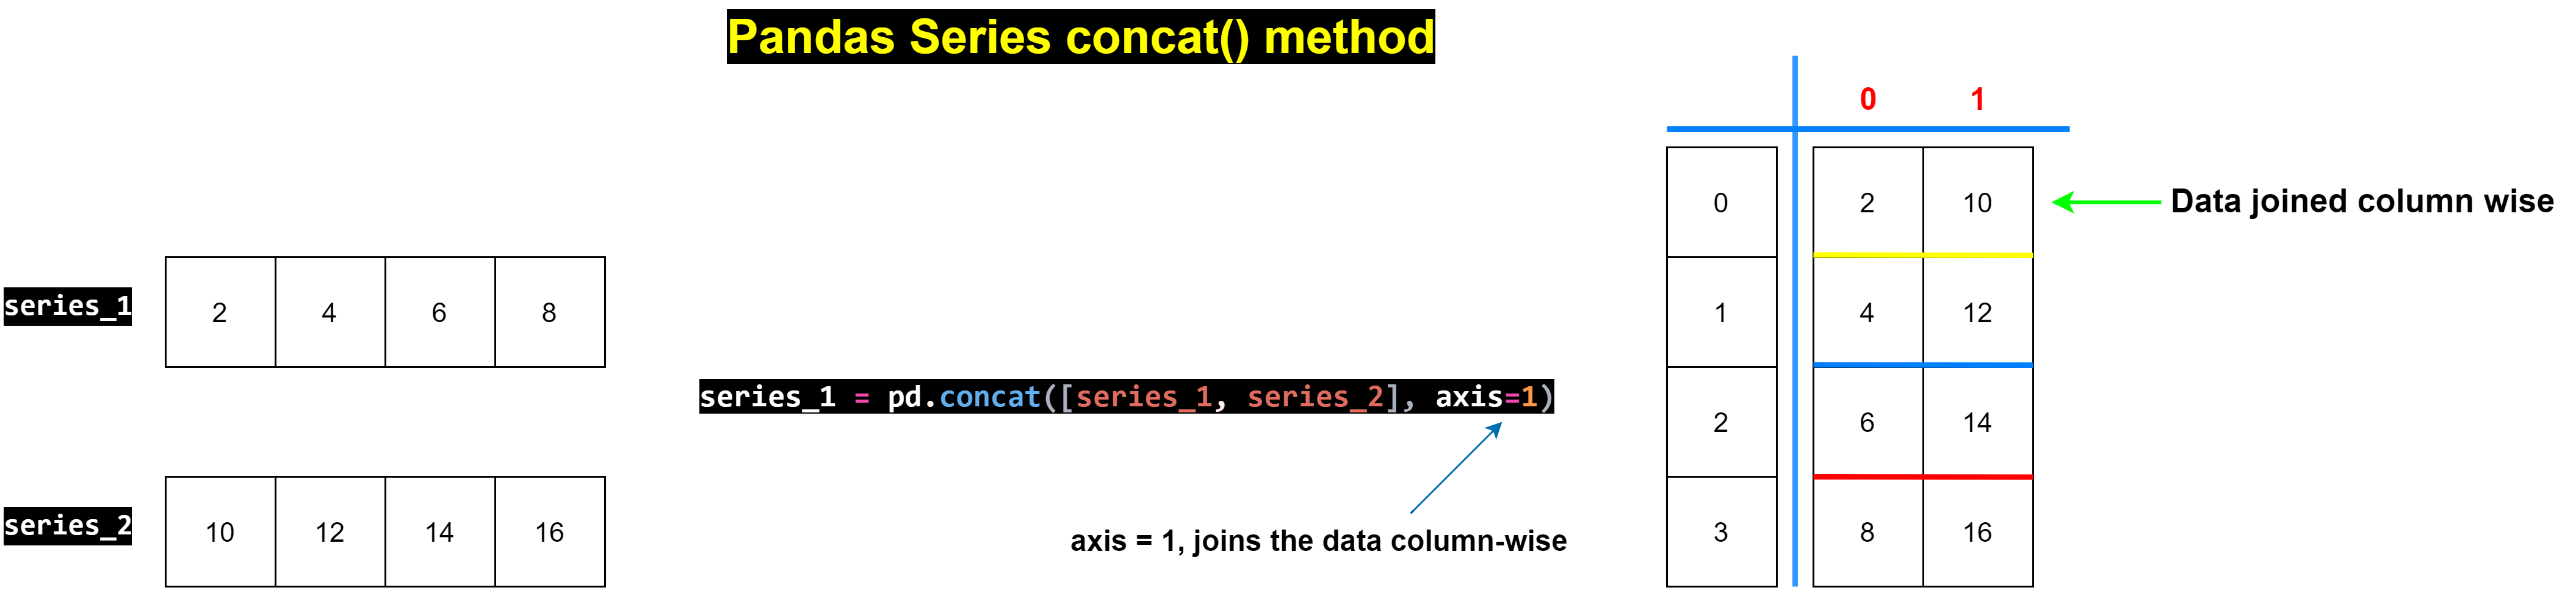 Pandas Series concat() method
series_1
2 4 6 8
series_2
10 12 14 16
series_1 = pd.concat([series_1, series_2], axis=1)
axis = 1, joins the data column-wise
0 1
0 2 10
1 4 12
2 6 14
3 8 16
Data joined column wise